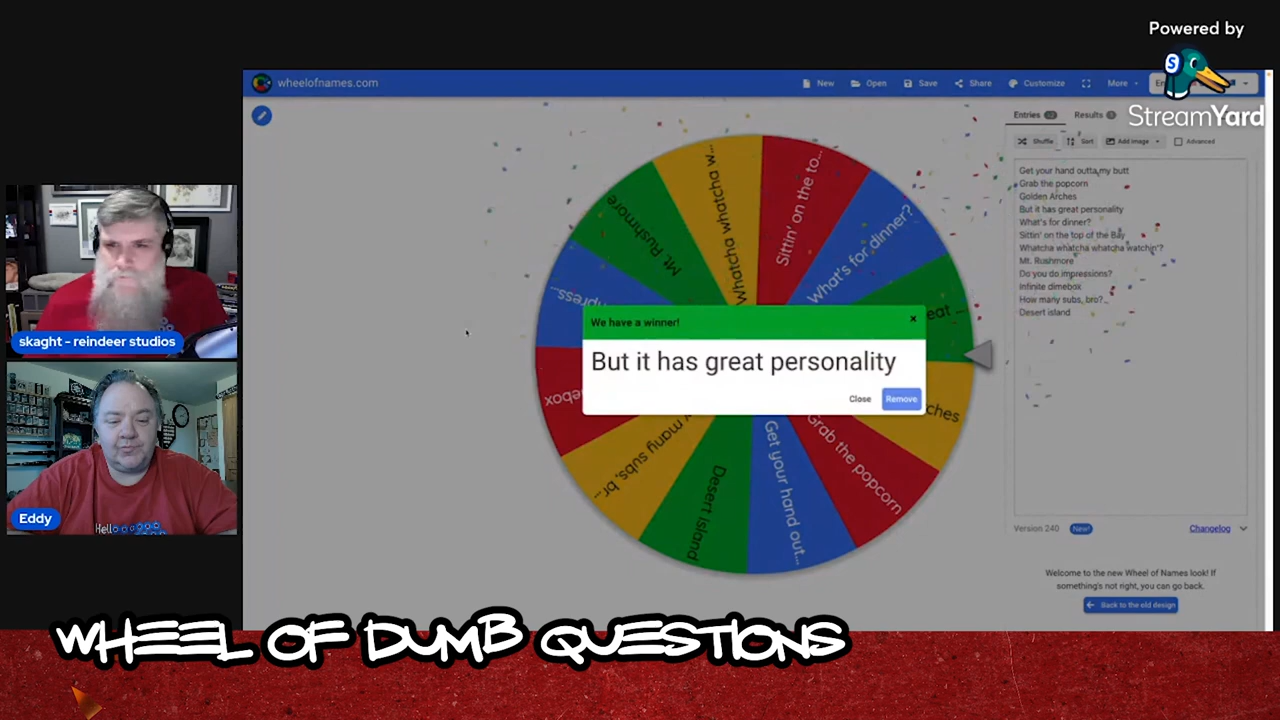 Powered by
StreamYard
wheelofnames.com
New
Open
Save
Share
Customize
More
Entries
Results
Shuffle
Sort
Add image
Advanced
Get your hand outta my butt
Grab the popcorn
Golden Arches
But it has great personality
What's for dinner?
Sittin' on the top of the Bay
Whatcha whatcha whatcha watchin'?
Mt. Rushmore
Do you do impressions?
Infinite dimebox
How many subs, bro?
Desert island
Whatcha whatcha w...
Sittin' on the to...
What's for dinner?
Mt. Rushmore
We have a winner!
But it has great personality
Close
Remove
many subs, br...
Desert island
Get your hand out...
Grab the popcorn
skaght - reindeer studios
Eddy
Hello
Version 240
New!
Changelog
Welcome to the new Wheel of Names look! If
something's not right, you can go back.
Back to the old design
WHEEL OF DUMB QUESTIONS